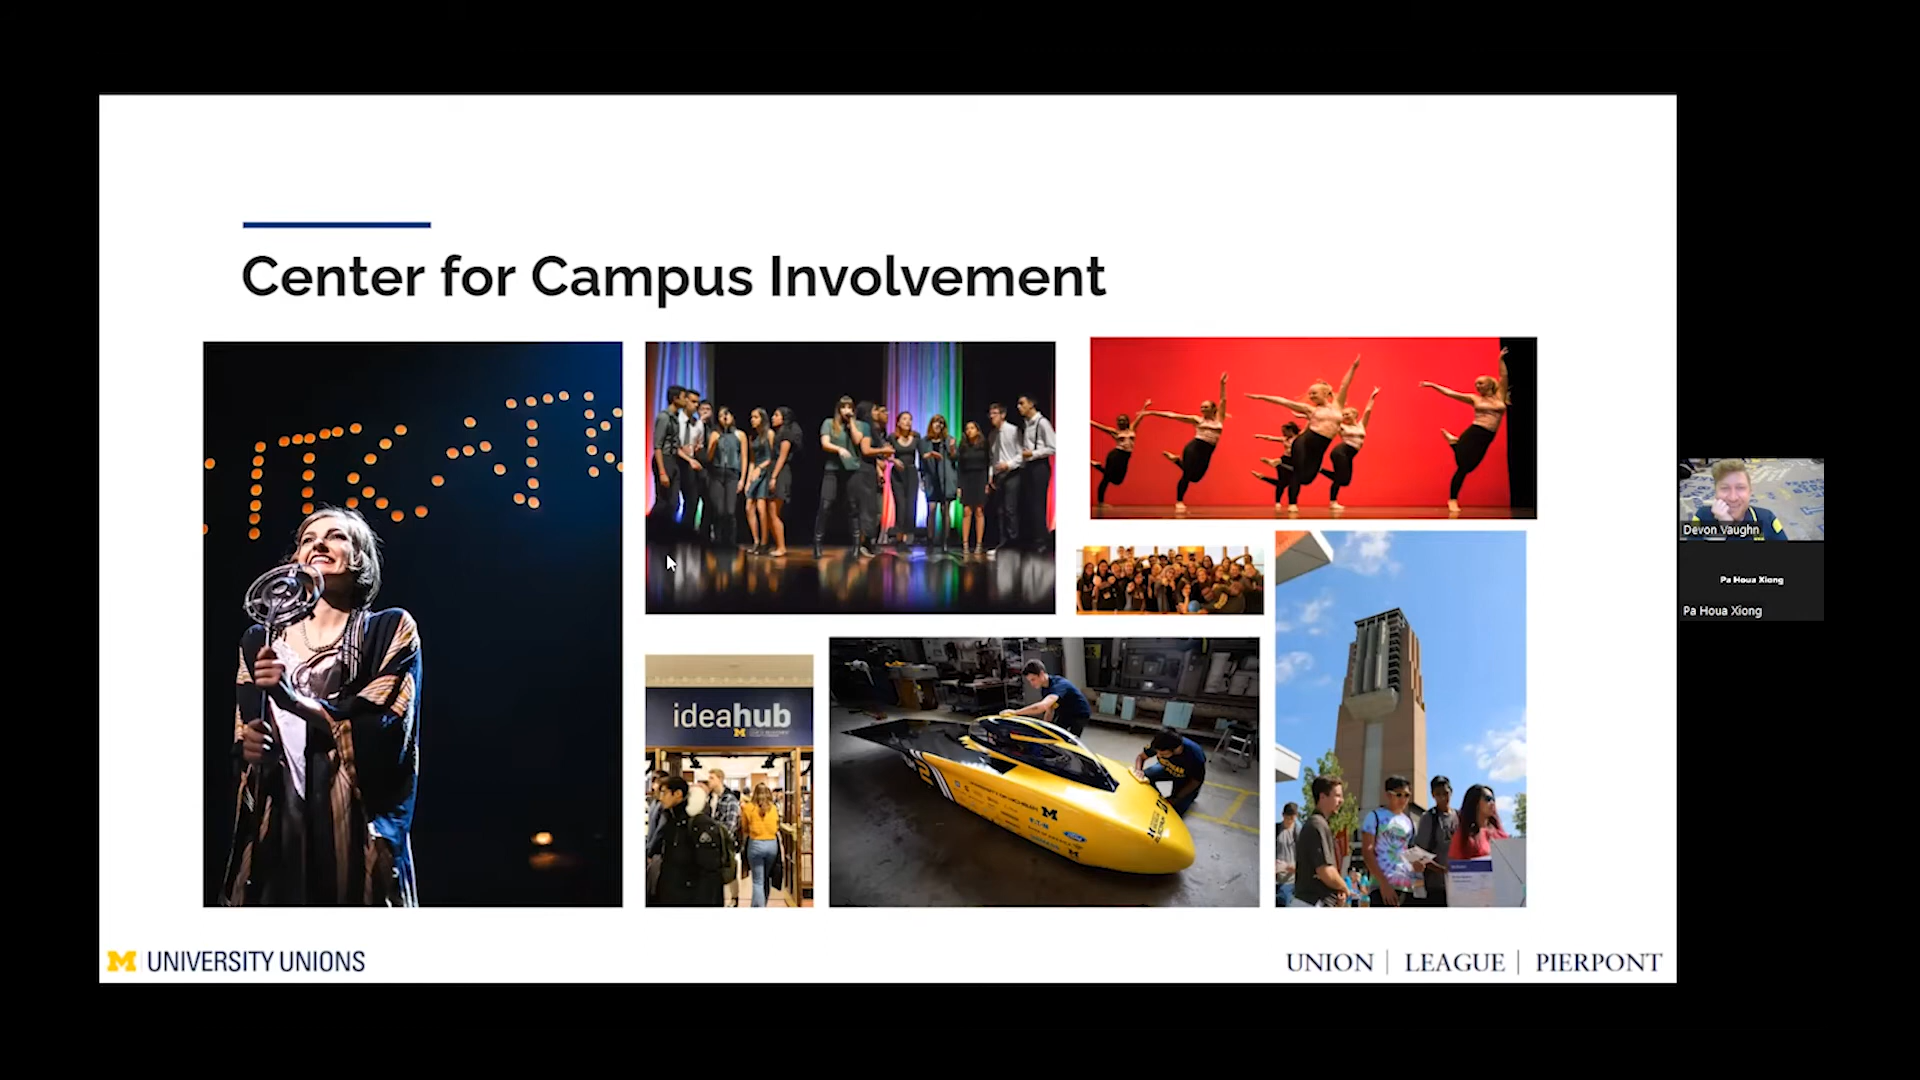 Center for Campus Involvement
ideahub
M
M
M UNIVERSITY UNIONS
UNION | LEAGUE | PIERPONT
Devon Vaughn
Pa Houa Xiong
Pa Houa Xiong